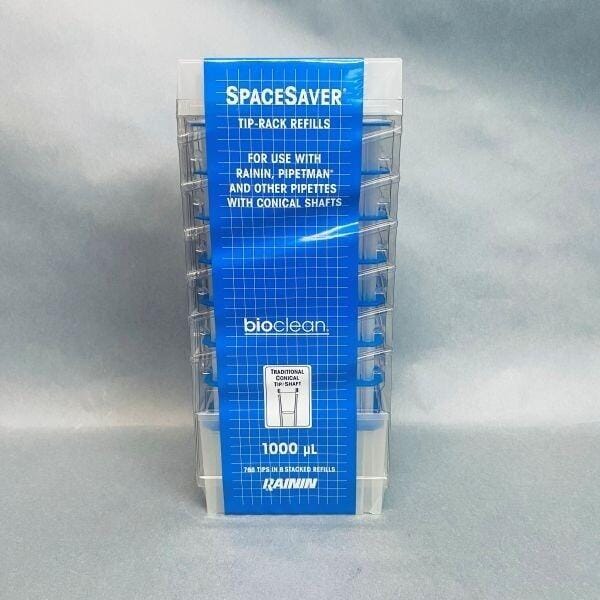 SPACESAVER®
TIP-RACK REFILLS
FOR USE WITH
RAININ, PIPETMAN®
AND OTHER PIPETTES
WITH CONICAL SHAFTS
bioclean®
TRADITIONAL
CONICAL
TIP/SHAFT
1000 µL
768 TIPS IN 8 STACKED REFILLS
RAININ